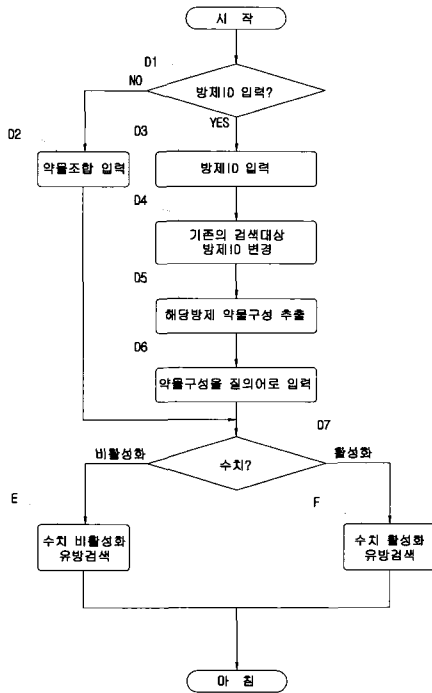 시 작
D1
NO
방제ID 입력?
D2
D3
YES
약물조합 입력
방제ID 입력
D4
기존의 검색대상
방제ID 변경
D5
해당방제 약물구성 추출
D6
약물구성을 질의어로 입력
D7
비활성화
수치?
활성화
E
F
수치 비활성화
유방검색
수치 활성화
유방검색
마 침